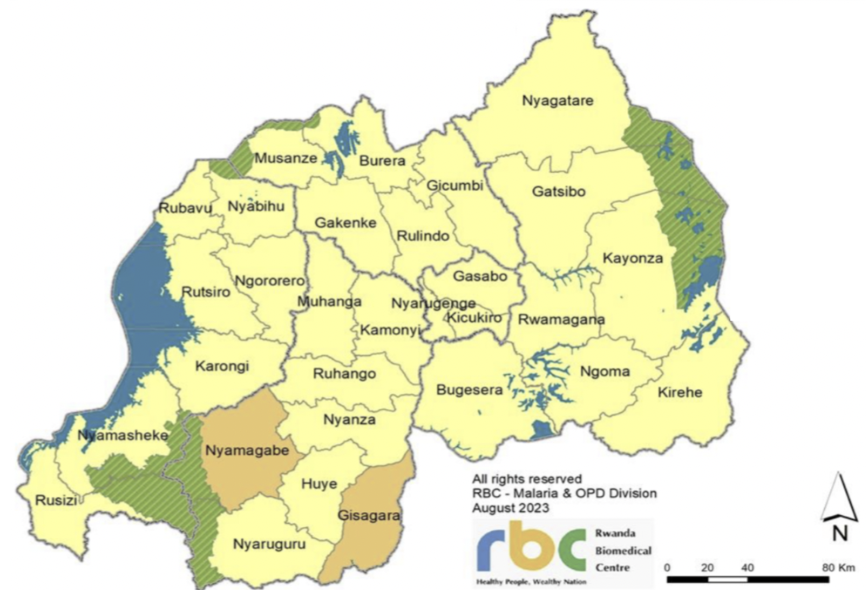 Nyagatare
Musanze
Burera
Gicumbi
Gatsibo
Rubavu
Nyabihu
Gakenke
Rulindo
Kayonza
Gasabo
Rutsiro
Ngororero
Muhanga
Nyarugenge
Kicukiro
Rwamagana
Kamonyi
Karongi
Ruhango
Bugesera
Ngoma
Kirehe
Nyanza
Nyamasheke
Nyamagabe
Huye
Rusizi
Gisagara
Nyaruguru
All rights reserved
RBC - Malaria & OPD Division
August 2023
rbc
Rwanda
Biomedical
Centre
Healthy People, Wealthy Nation
N
0 20 40 80 Km